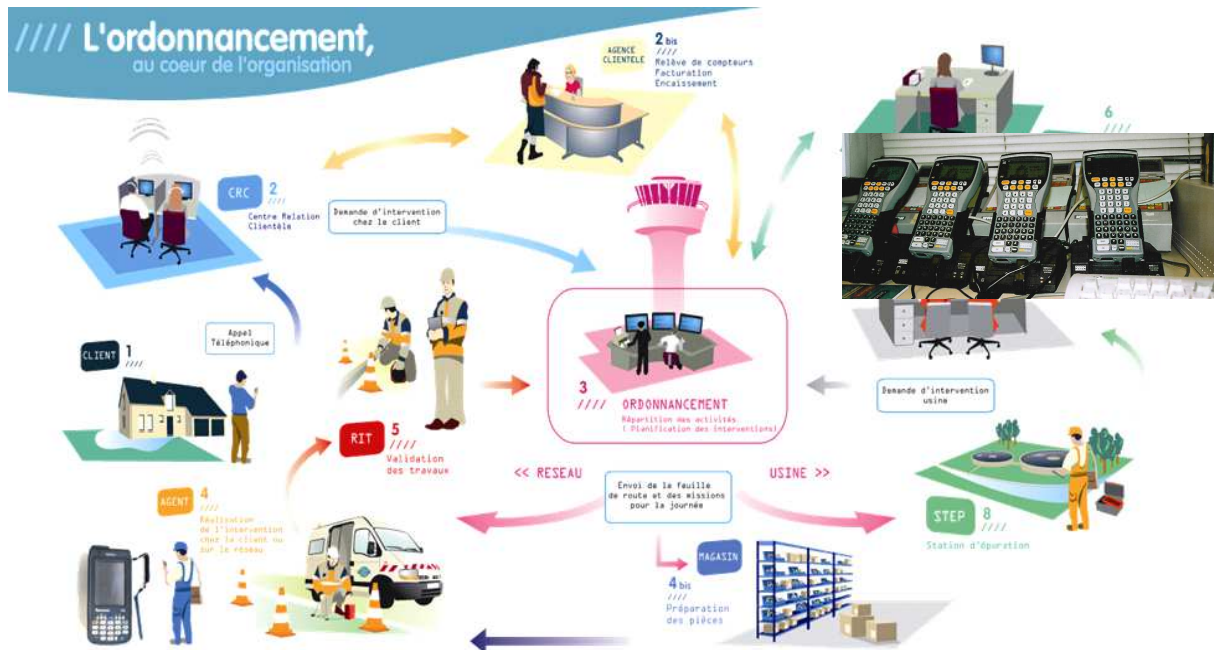 //// L'ordonnancement,
au coeur de l'organisation
AGENCE
CLIENTELE
2 bis
////
Relève de compteurs
Facturation
Encaissement
6
////
CRC
2
////
Centre Relation
Clientèle
Demande d'intervention
chez le client
Appel
Téléphonique
CLIENT
1
////
3
//// ORDONNANCEMENT
Répartition des activités
( Planification des interventions)
Demande d'intervention
usine
RIT
5
////
Validation
des travaux
<< RESEAU
USINE >>
Envoi de la feuille
de route et des missions
pour la journée
AGENT
4
////
Réalisation
de l'intervention
chez le client ou
sur le réseau
STEP
8
////
Station d'épuration
MAGASIN
4 bis
////
Préparation
des pièces